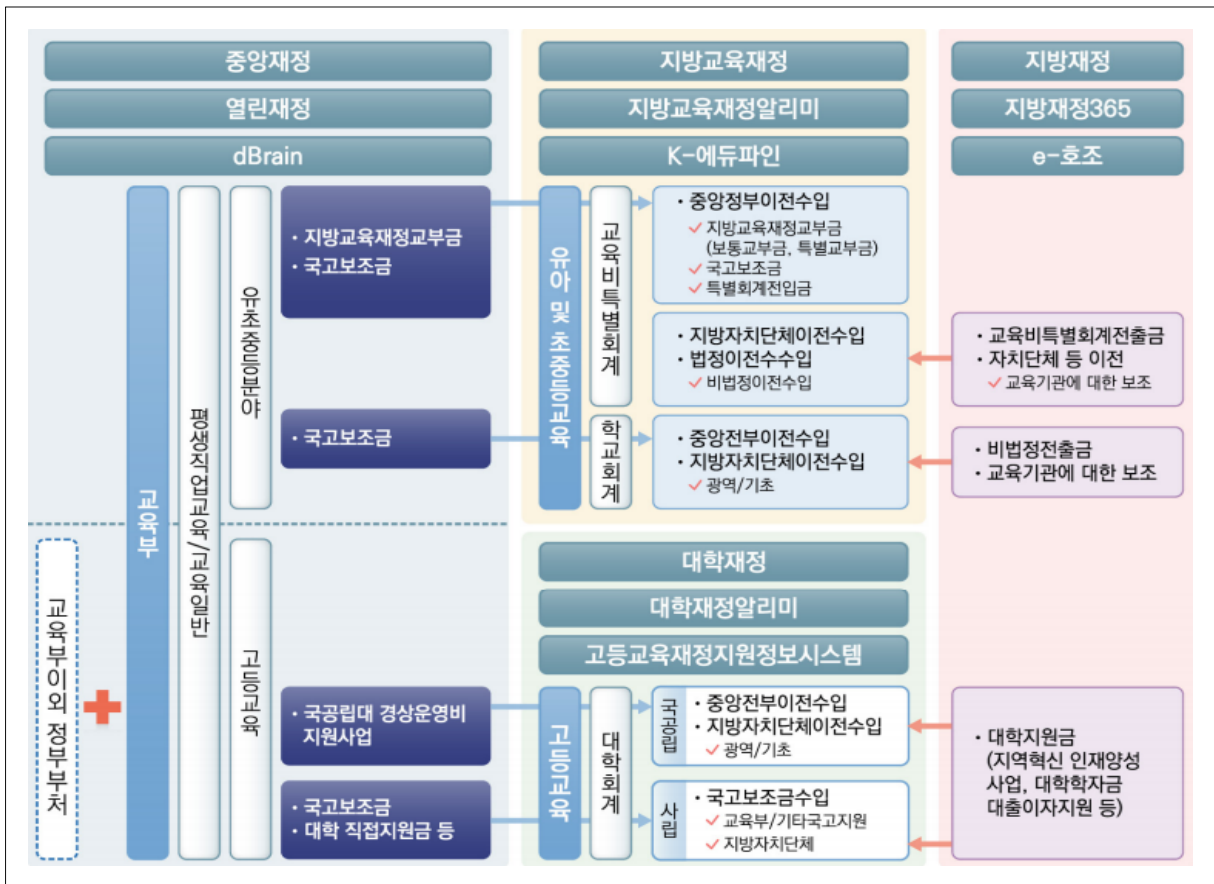 중앙재정
열린재정
dBrain
교육부이외 정부부처
교육부
평생직업교육/교육일반
유초중등분야
• 지방교육재정교부금
• 국고보조금
• 국고보조금
고등교육
• 국공립대 경상운영비
지원사업
• 국고보조금
• 대학 직접지원금 등
지방교육재정
지방교육재정알리미
K-에듀파인
유아 및 초중등교육
교육비특별회계
• 중앙정부이전수입
✓ 지방교육재정교부금
(보통교부금, 특별교부금)
✓ 국고보조금
✓ 특별회계전입금
• 지방자치단체이전수입
• 법정이전수수입
✓ 비법정이전수입
학교회계
• 중앙전부이전수입
• 지방자치단체이전수입
✓ 광역/기초
대학재정
대학재정알리미
고등교육재정지원정보시스템
고등교육
대학회계
국공립
• 중앙전부이전수입
• 지방자치단체이전수입
✓ 광역/기초
사립
• 국고보조금수입
✓ 교육부/기타국고지원
✓ 지방자치단체
지방재정
지방재정365
e-호조
• 교육비특별회계전출금
• 자치단체 등 이전
✓ 교육기관에 대한 보조
• 비법정전출금
• 교육기관에 대한 보조
• 대학지원금
(지역혁신 인재양성
사업, 대학학자금
대출이자지원 등)